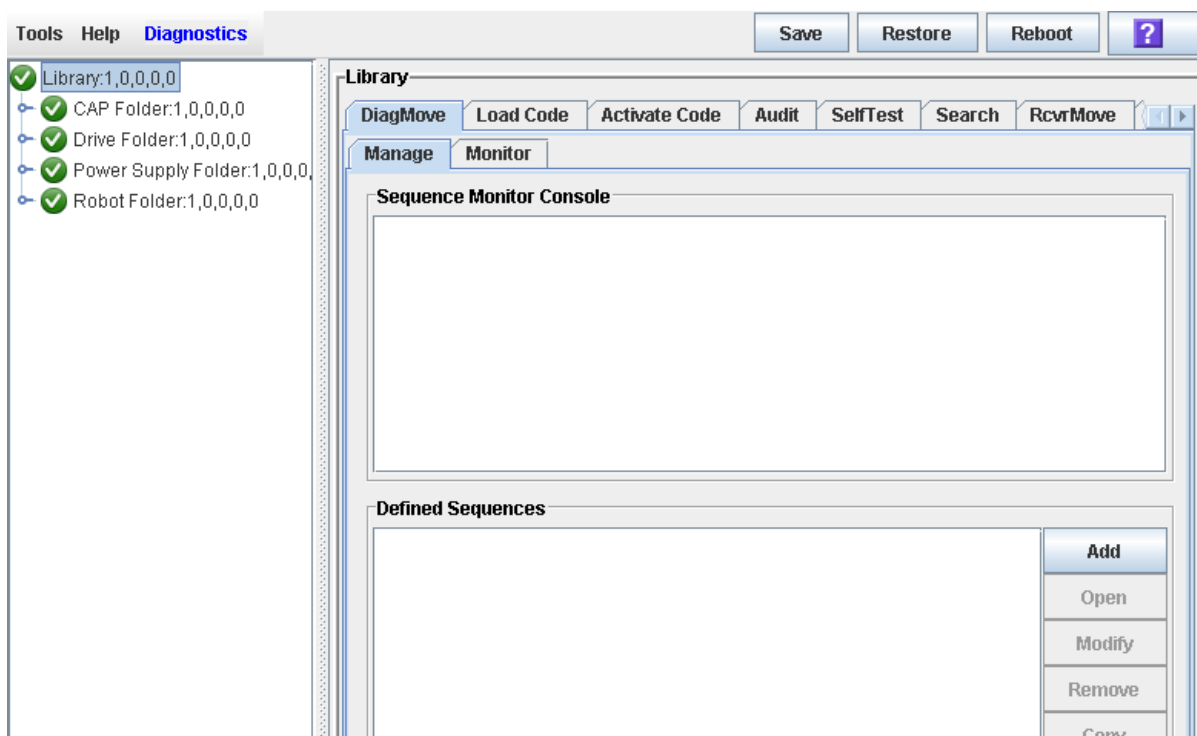 Tools Help Diagnostics Save Restore Reboot ?
Library:1,0,0,0,0
CAP Folder:1,0,0,0,0
Drive Folder:1,0,0,0,0
Power Supply Folder:1,0,0,0,
Robot Folder:1,0,0,0,0
Library
DiagMove Load Code Activate Code Audit SelfTest Search RcvrMove
Manage Monitor
Sequence Monitor Console
Defined Sequences
Add
Open
Modify
Remove
Copy